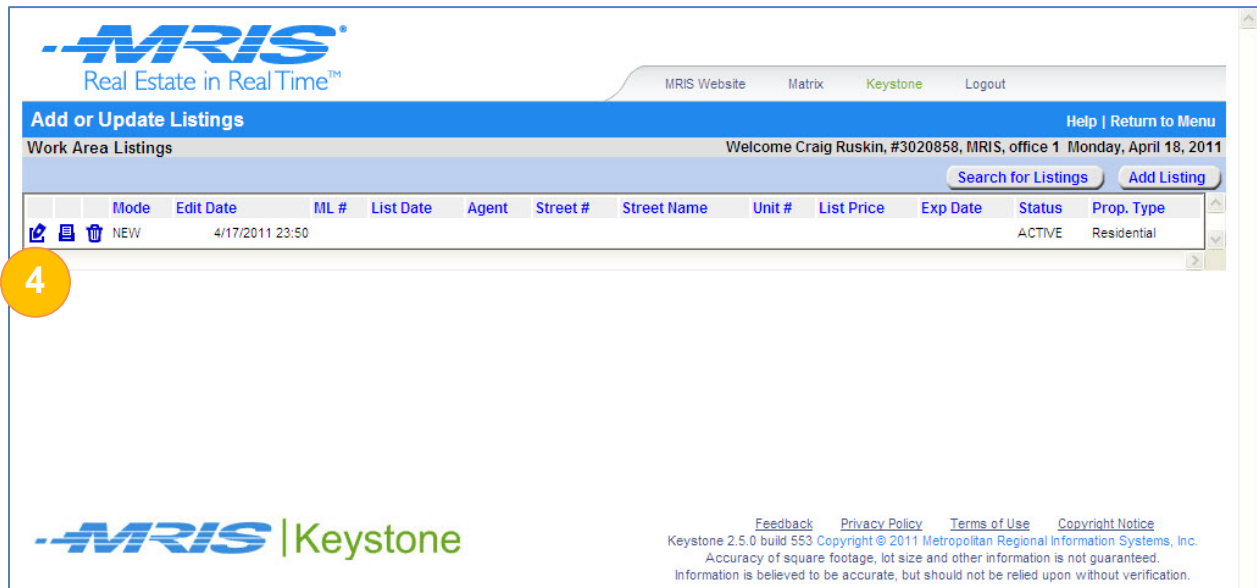 MRIS®
Real Estate in Real Time™
MRIS Website Matrix Keystone Logout
Add or Update Listings Help | Return to Menu
Work Area Listings Welcome Craig Ruskin, #3020858, MRIS, office 1 Monday, April 18, 2011
Search for Listings Add Listing
Mode Edit Date ML # List Date Agent Street # Street Name Unit # List Price Exp Date Status Prop. Type
NEW 4/17/2011 23:50 ACTIVE Residential
4
MRIS | Keystone
Feedback Privacy Policy Terms of Use Copyright Notice
Keystone 2.5.0 build 553 Copyright © 2011 Metropolitan Regional Information Systems, Inc.
Accuracy of square footage, lot size and other information is not guaranteed.
Information is believed to be accurate, but should not be relied upon without verification.